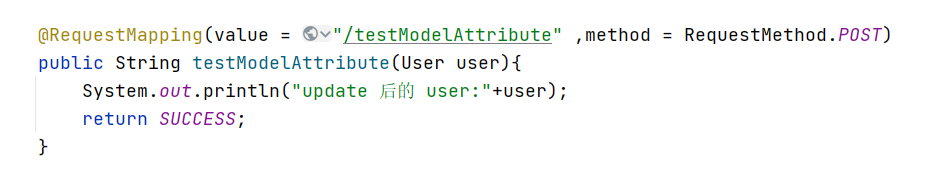 @RequestMapping(value = "/testModelAttribute" ,method = RequestMethod.POST)
public String testModelAttribute(User user){
System.out.println("update 后的 user:"+user);
return SUCCESS;
}